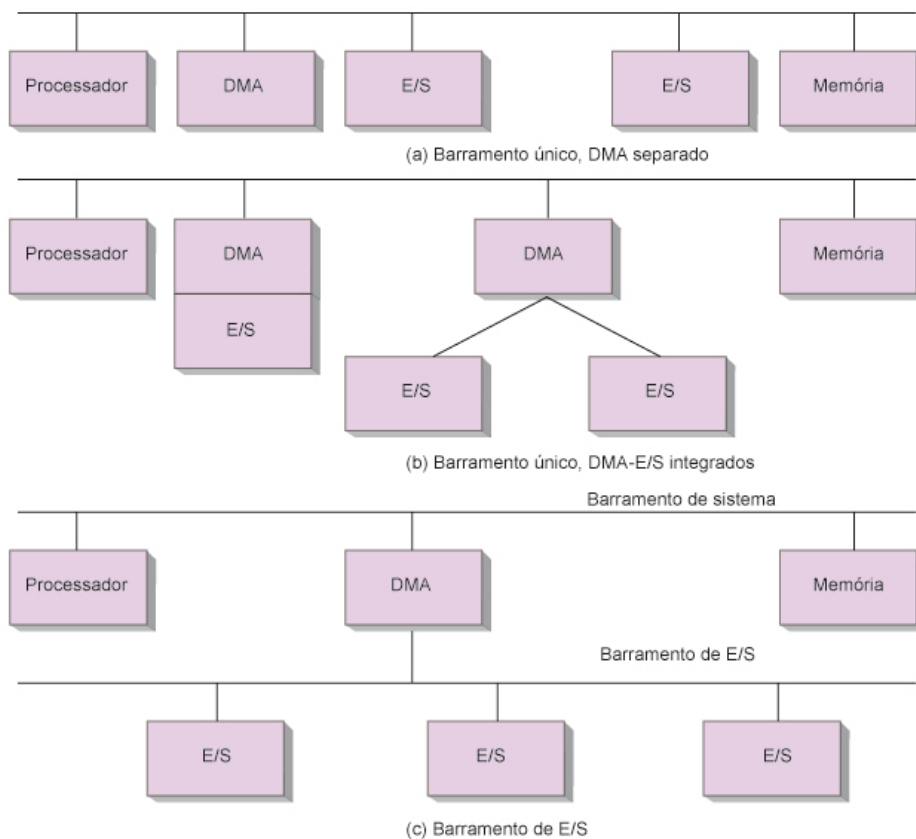 Processador
DMA
E/S
E/S
Memória
(a) Barramento único, DMA separado
Processador
DMA
E/S
DMA
Memória
E/S
E/S
(b) Barramento único, DMA-E/S integrados
Barramento de sistema
Processador
DMA
Memória
Barramento de E/S
E/S
E/S
E/S
(c) Barramento de E/S